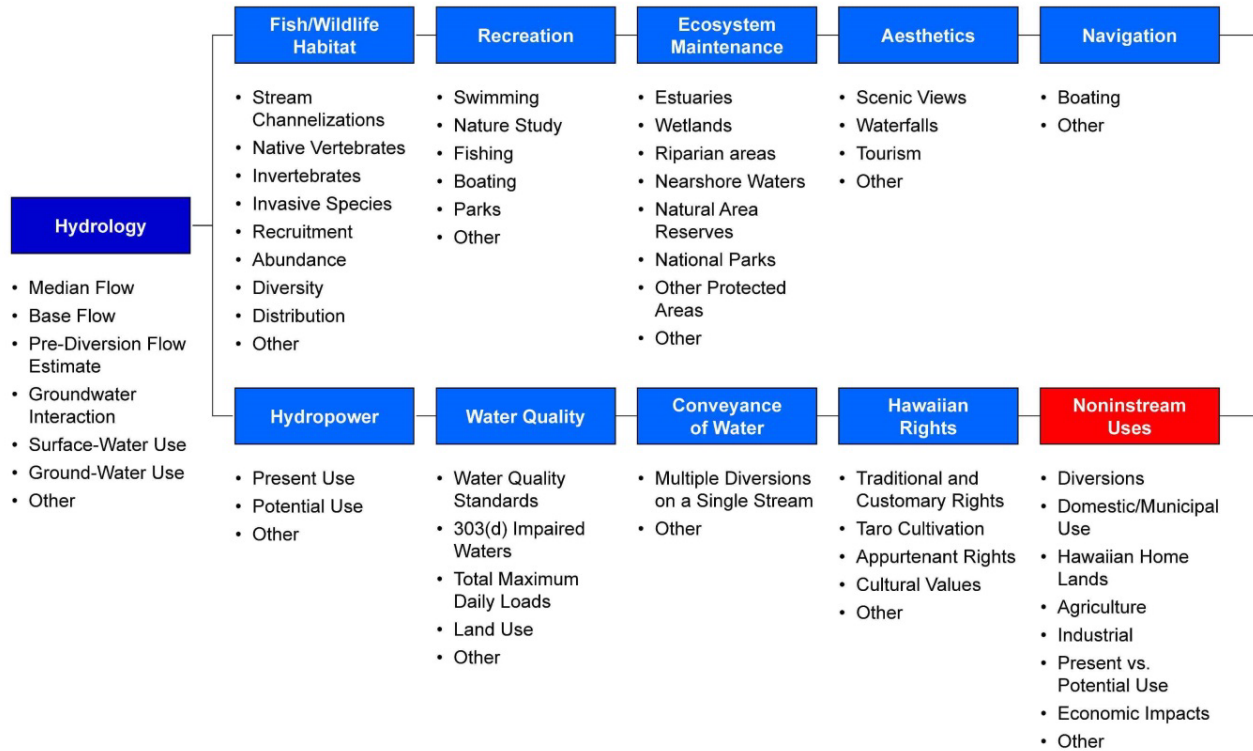 Fish/Wildlife
Habitat
Recreation
Ecosystem
Maintenance
Aesthetics
Navigation
• Stream
Channelizations
• Native Vertebrates
• Invertebrates
• Invasive Species
• Recruitment
• Abundance
• Diversity
• Distribution
• Other
• Swimming
• Nature Study
• Fishing
• Boating
• Parks
• Other
• Estuaries
• Wetlands
• Riparian areas
• Nearshore Waters
• Natural Area
Reserves
• National Parks
• Other Protected
Areas
• Other
• Scenic Views
• Waterfalls
• Tourism
• Other
• Boating
• Other
Hydrology
• Median Flow
• Base Flow
• Pre-Diversion Flow
Estimate
• Groundwater
Interaction
• Surface-Water Use
• Ground-Water Use
• Other
Hydropower
Water Quality
Conveyance
of Water
Hawaiian
Rights
Noninstream
Uses
• Present Use
• Potential Use
• Other
• Water Quality
Standards
• 303(d) Impaired
Waters
• Total Maximum
Daily Loads
• Land Use
• Other
• Multiple Diversions
on a Single Stream
• Other
• Traditional and
Customary Rights
• Taro Cultivation
• Appurtenant Rights
• Cultural Values
• Other
• Diversions
• Domestic/Municipal
Use
• Hawaiian Home
Lands
• Agriculture
• Industrial
• Present vs.
Potential Use
• Economic Impacts
• Other